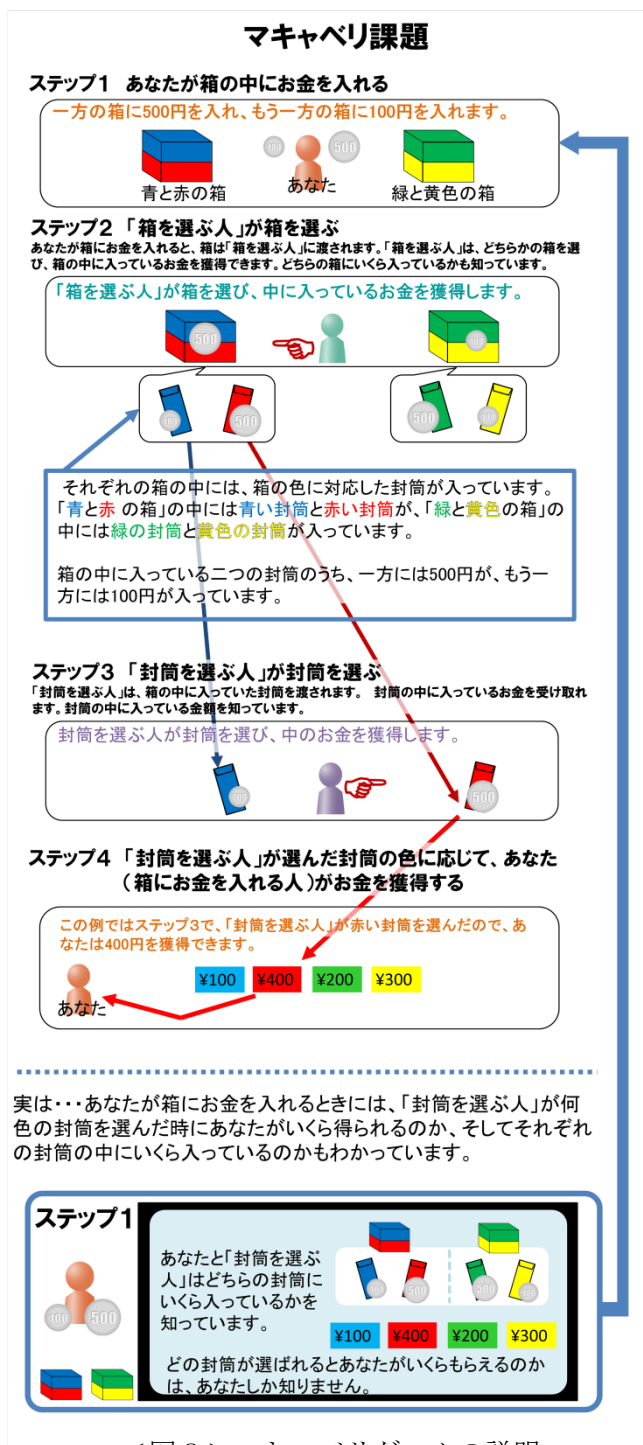 マキャベリ課題
ステップ1 あなたが箱の中にお金を入れる
一方の箱に500円を入れ、もう一方の箱に100円を入れます。
100
500
青と赤の箱
あなた
緑と黄色の箱
ステップ2 「箱を選ぶ人」が箱を選ぶ
あなたが箱にお金を入れると、箱は「箱を選ぶ人」に渡されます。「箱を選ぶ人」は、どちらかの箱を選
び、箱の中に入っているお金を獲得できます。どちらの箱にいくら入っているかも知っています。
「箱を選ぶ人」が箱を選び、中に入っているお金を獲得します。
500
100
100
500
500
100
それぞれの箱の中には、箱の色に対応した封筒が入っています。
「青と赤 の箱」の中には青い封筒と赤い封筒が、「緑と黄色の箱」の
中には緑の封筒と黄色の封筒が入っています。
箱の中に入っている二つの封筒のうち、一方には500円が、もう一
方には100円が入っています。
ステップ3 「封筒を選ぶ人」が封筒を選ぶ
「封筒を選ぶ人」は、箱の中に入っていた封筒を渡されます。 封筒の中に入っているお金を受け取れ
ます。封筒の中に入っている金額を知っています。
封筒を選ぶ人が封筒を選び、中のお金を獲得します。
100
500
ステップ4 「封筒を選ぶ人」が選んだ封筒の色に応じて、あなた
(箱にお金を入れる人)がお金を獲得する
この例ではステップ3で、「封筒を選ぶ人」が赤い封筒を選んだので、あ
なたは400円を獲得できます。
¥100 ¥400 ¥200 ¥300
あなた
実は・・・あなたが箱にお金を入れるときには、「封筒を選ぶ人」が何
色の封筒を選んだ時にあなたがいくら得られるのか、そしてそれぞれ
の封筒の中にいくら入っているのかもわかっています。
ステップ1
100
500
あなたと「封筒を選ぶ
人」はどちらの封筒に
いくら入っているかを
知っています。
100
500
500
100
¥100 ¥400 ¥200 ¥300
どの封筒が選ばれるとあなたがいくらもらえるのか
は、あなたしか知りません。